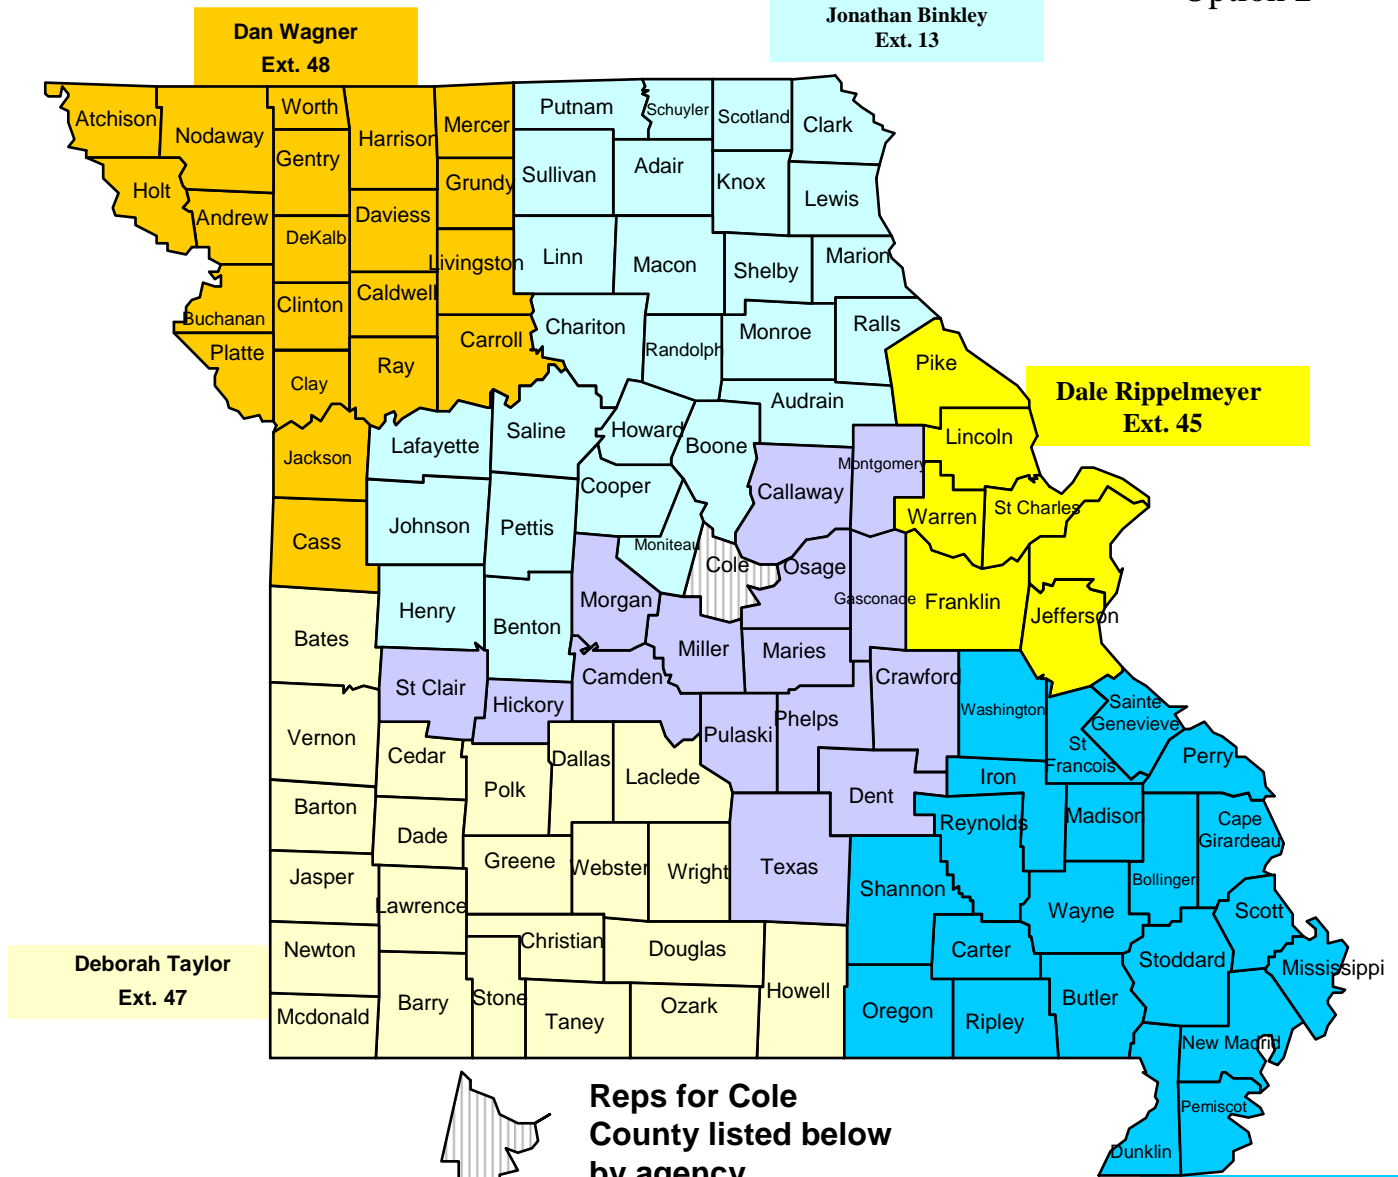 Option 2
Jonathan Binkley
Ext. 13
Dan Wagner
Ext. 48
Atchison
Nodaway
Worth
Harrison
Mercer
Putnam
Schuyler
Scotland
Clark
Gentry
Holt
Andrew
DeKalb
Daviess
Grundy
Sullivan
Adair
Knox
Lewis
Livingston
Linn
Macon
Shelby
Marion
Buchanan
Clinton
Caldwell
Chariton
Randolph
Monroe
Ralls
Platte
Clay
Ray
Carroll
Pike
Audrain
Dale Rippelmeyer
Ext. 45
Jackson
Lafayette
Saline
Howard
Boone
Callaway
Montgomery
Lincoln
Cass
Johnson
Pettis
Cooper
Moniteau
Cole
Osage
Gasconade
Warren
St Charles
Franklin
Jefferson
Bates
Henry
Benton
Morgan
Miller
Maries
St Clair
Hickory
Camden
Pulaski
Phelps
Crawford
Washington
St
Francois
Sainte
Genevieve
Perry
Vernon
Cedar
Polk
Dallas
Laclede
Dent
Iron
Reynolds
Madison
Cape
Girardeau
Barton
Dade
Greene
Webster
Wright
Texas
Shannon
Wayne
Bollinger
Scott
Jasper
Lawrence
Christian
Douglas
Howell
Carter
Stoddard
Mississippi
Newton
Deborah Taylor
Ext. 47
Mcdonald
Barry
Stone
Taney
Ozark
Oregon
Ripley
Butler
New Madrid
Pemiscot
Dunklin
Reps for Cole
County listed below
by agency